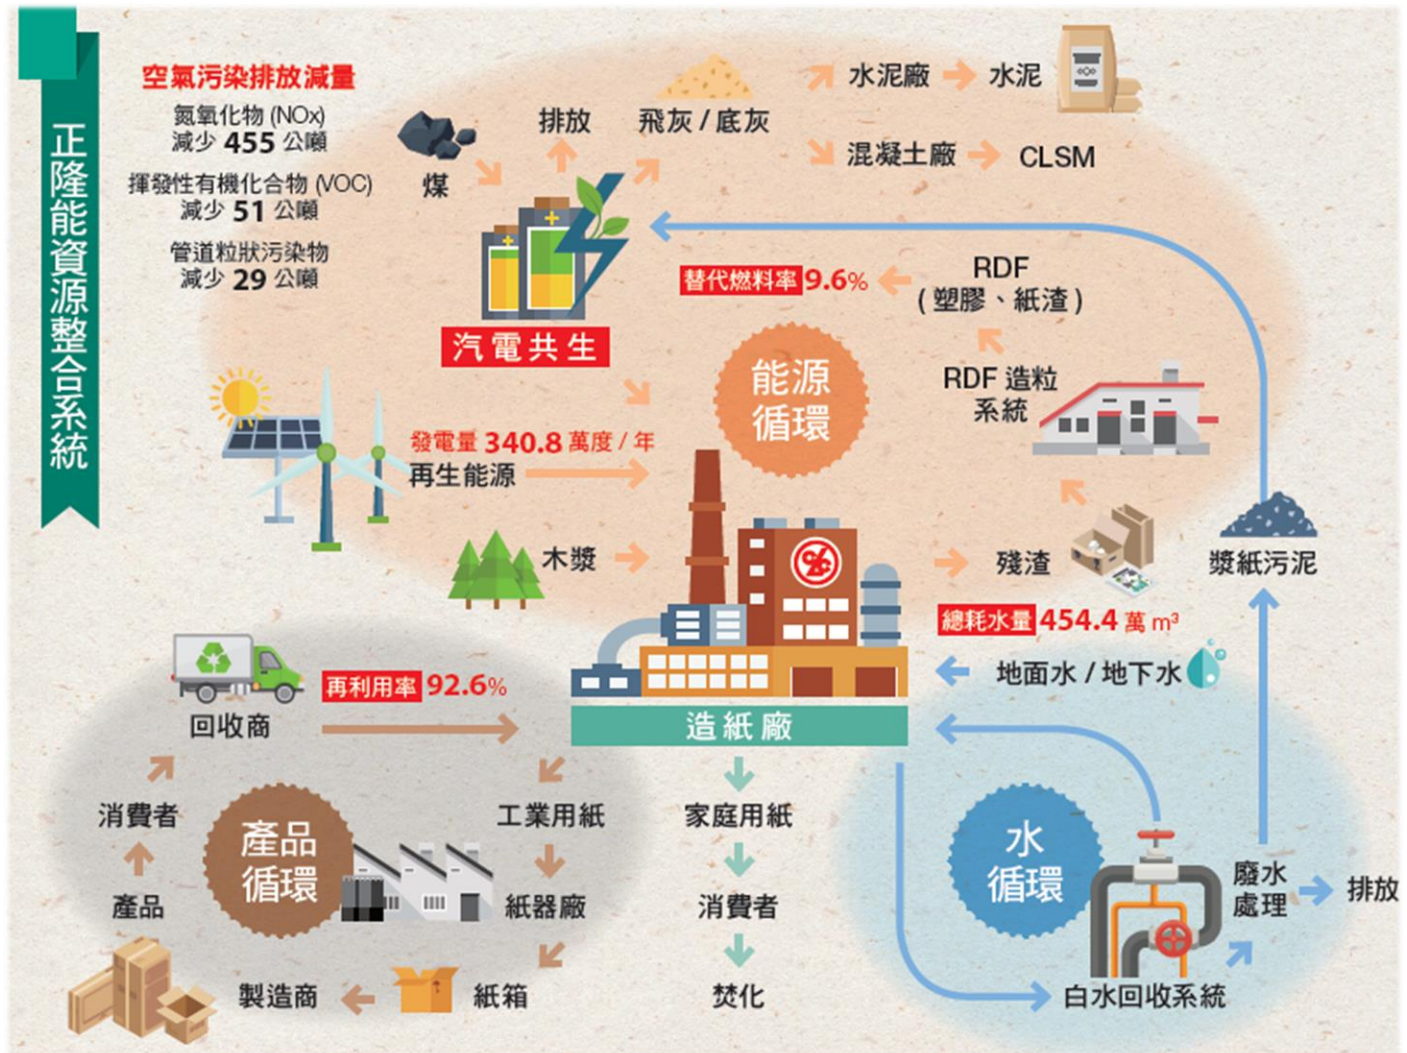 正隆能資源整合系統
空氣污染排放減量
氮氧化物 (NOx)
減少 455 公噸
揮發性有機化合物 (VOC)
減少 51 公噸
管道粒狀污染物
減少 29 公噸
煤
排放
飛灰 / 底灰
水泥廠
水泥
混凝土廠
CLSM
汽電共生
替代燃料率 9.6%
RDF
( 塑膠、紙渣 )
能源
循環
RDF 造粒
系統
發電量 340.8 萬度 / 年
再生能源
木漿
殘渣
漿紙污泥
總耗水量 454.4 萬 m³
地面水 / 地下水
回收商
再利用率 92.6%
造紙廠
消費者
產品
循環
工業用紙
家庭用紙
水
循環
產品
紙器廠
消費者
廢水
處理
排放
製造商
紙箱
焚化
白水回收系統